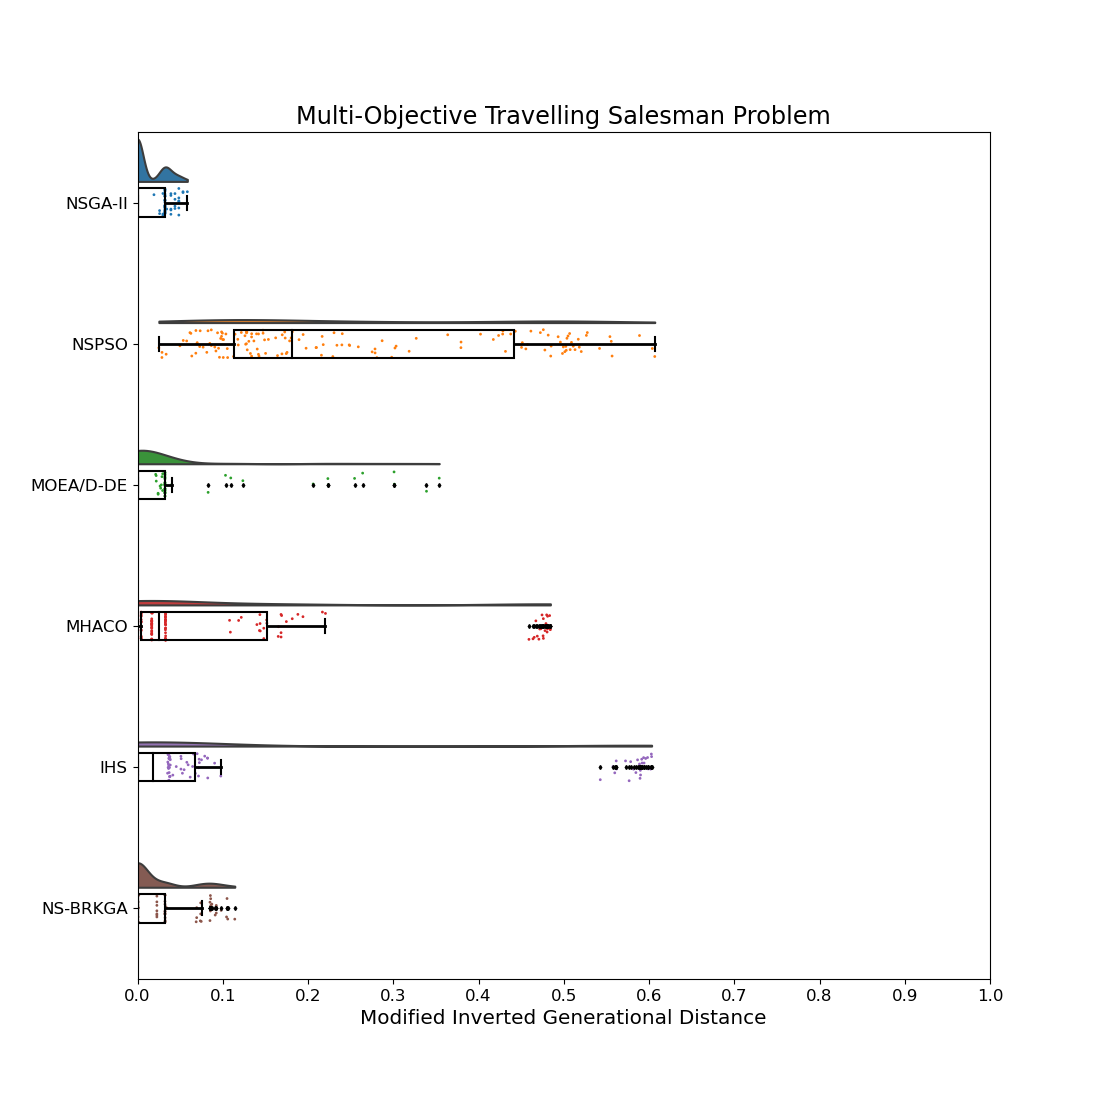 Multi-Objective Travelling Salesman Problem
NSGA-II
NSPSO
MOEA/D-DE
MHACO
IHS
NS-BRKGA
0.0 0.1 0.2 0.3 0.4 0.5 0.6 0.7 0.8 0.9 1.0
Modified Inverted Generational Distance